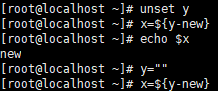 [root@localhost ~]# unset y
[root@localhost ~]# x=${y-new}
[root@localhost ~]# echo $x
new
[root@localhost ~]# y=""
[root@localhost ~]# x=${y-new}